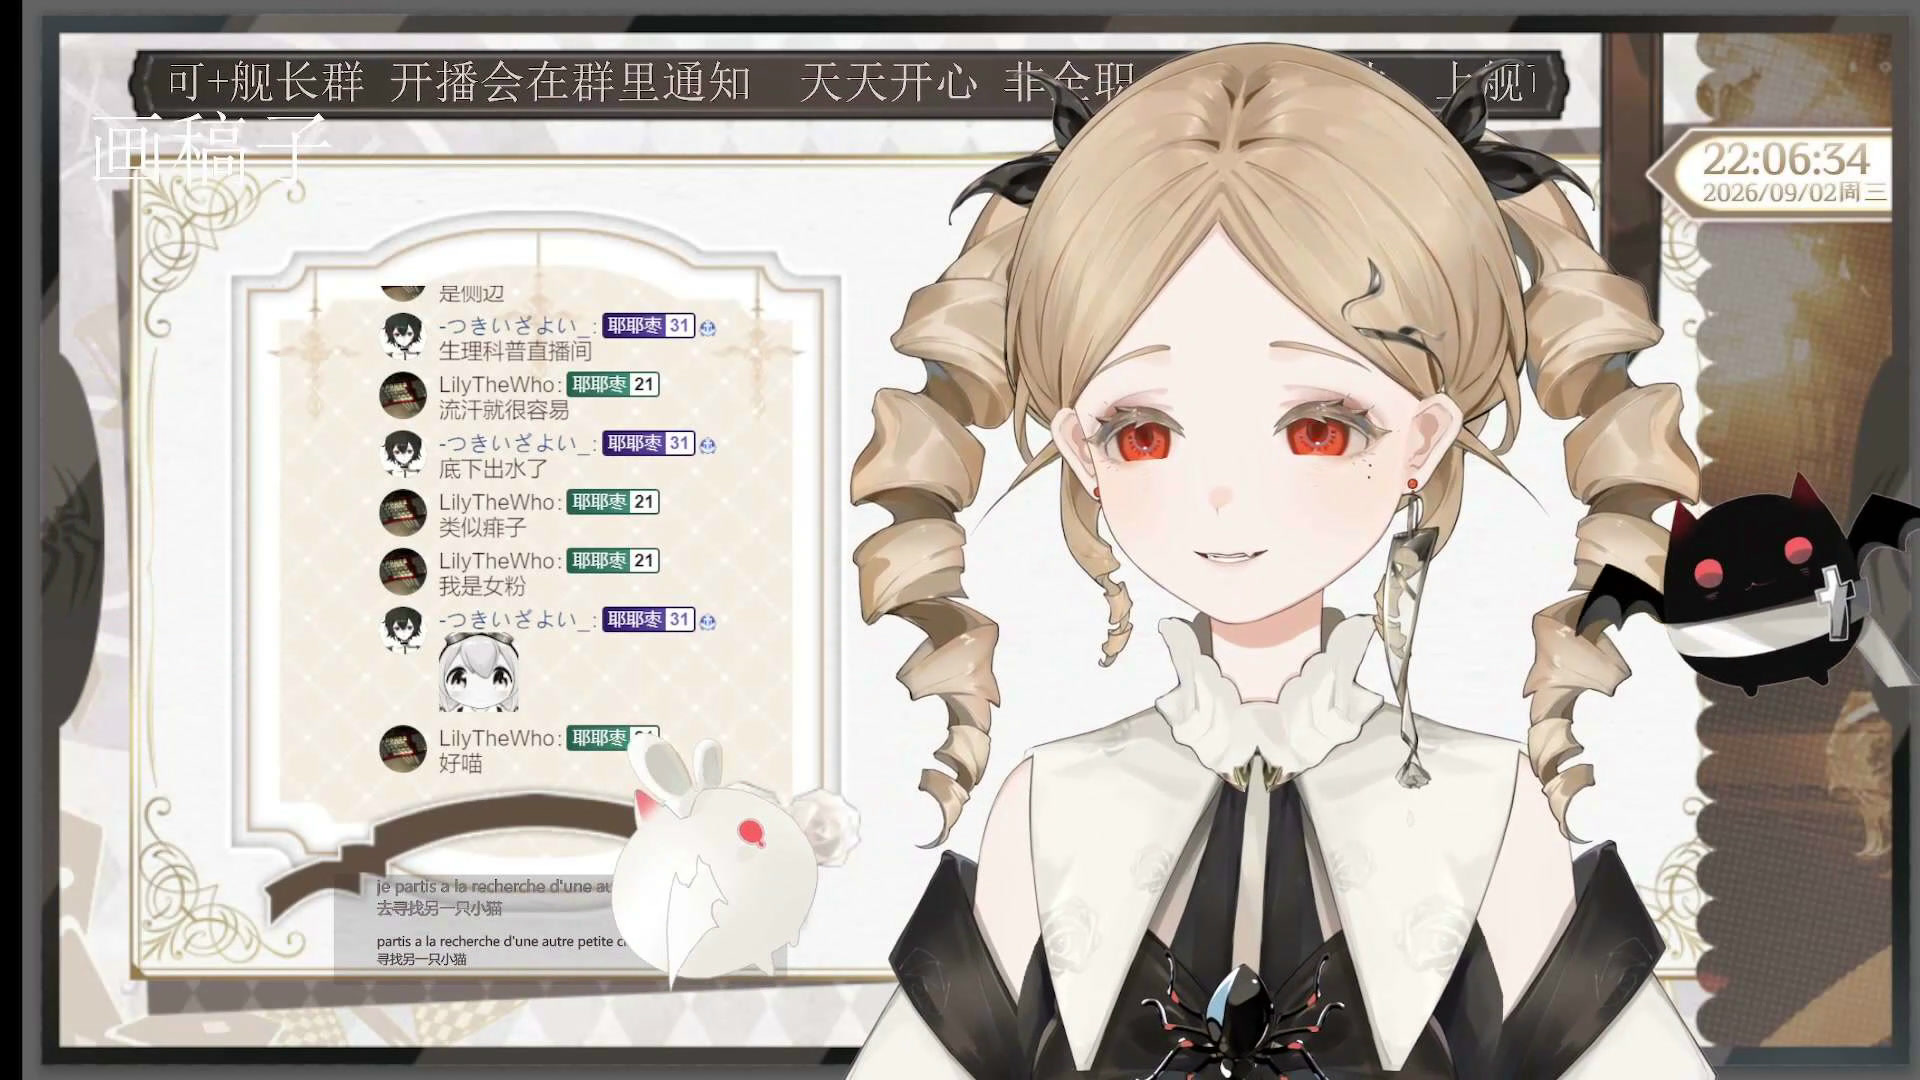 可+舰长群 开播会在群里通知 天天开心 非全职
上舰
画稿子
22:06:34
2026/09/02周三
是侧边
-つきいざよい_: 耶耶枣 31
生理科普直播间
LilyTheWho: 耶耶枣 21
流汗就很容易
-つきいざよい_: 耶耶枣 31
底下出水了
LilyTheWho: 耶耶枣 21
类似痱子
LilyTheWho: 耶耶枣 21
我是女粉
-つきいざよい_: 耶耶枣 31
LilyTheWho: 耶耶枣
好喵
je partis a la recherche d'une
去寻找另一只小猫
partis a la recherche d'une autre petite
寻找另一只小猫